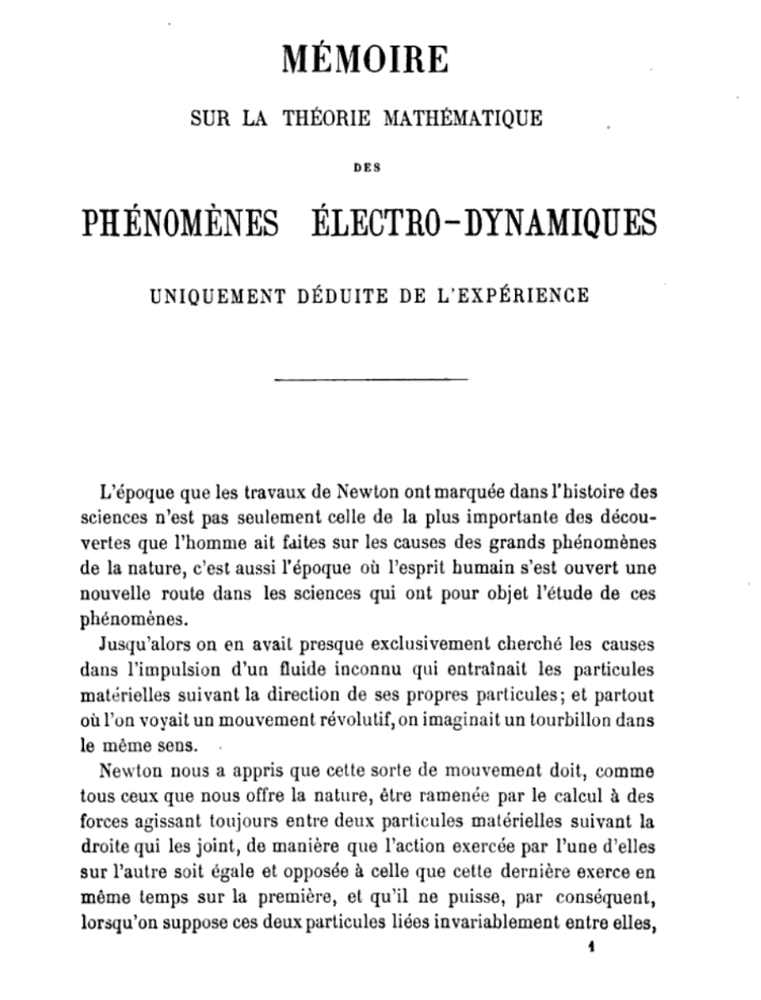 MÉMOIRE
SUR LA THÉORIE MATHÉMATIQUE
DES
PHÉNOMÈNES ÉLECTRO-DYNAMIQUES
UNIQUEMENT DÉDUITE DE L'EXPÉRIENCE
L'époque que les travaux de Newton ont marquée dans l'histoire des
sciences n'est pas seulement celle de la plus importante des décou-
vertes que l'homme ait faites sur les causes des grands phénomènes
de la nature, c'est aussi l'époque où l'esprit humain s'est ouvert une
nouvelle route dans les sciences qui ont pour objet l'étude de ces
phénomènes.
Jusqu'alors on en avait presque exclusivement cherché les causes
dans l'impulsion d'un fluide inconnu qui entraînait les particules
matérielles suivant la direction de ses propres particules; et partout
où l'on voyait un mouvement révolutif, on imaginait un tourbillon dans
le même sens.
Newton nous a appris que cette sorte de mouvement doit, comme
tous ceux que nous offre la nature, être ramenée par le calcul à des
forces agissant toujours entre deux particules matérielles suivant la
droite qui les joint, de manière que l'action exercée par l'une d'elles
sur l'autre soit égale et opposée à celle que cette dernière exerce en
même temps sur la première, et qu'il ne puisse, par conséquent,
lorsqu'on suppose ces deux particules liées invariablement entre elles,
1